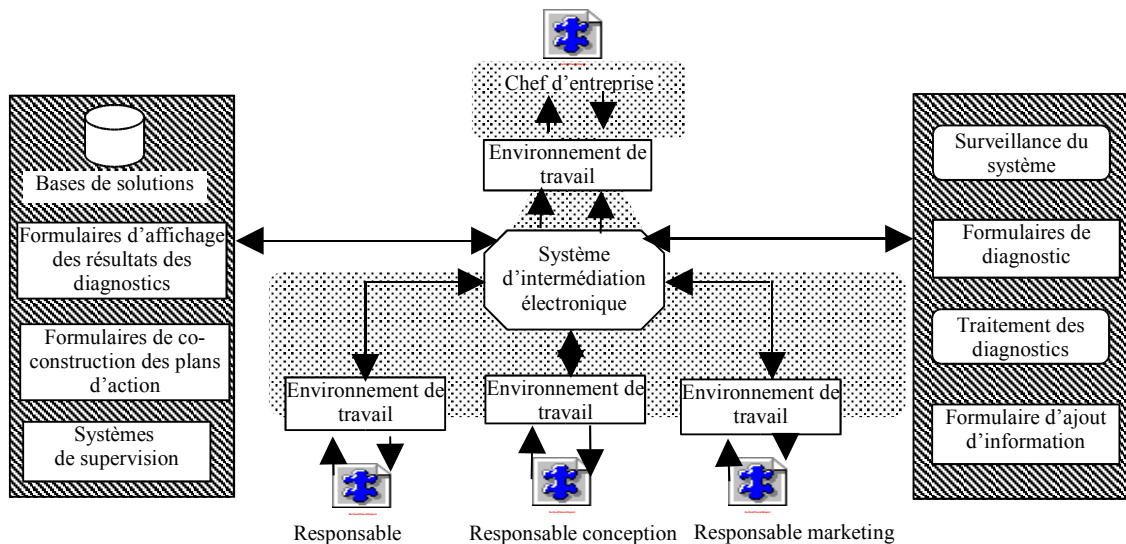 Chef d'entreprise
Environnement de
travail
Bases de solutions
Formulaires d'affichage
des résultats des
diagnostics
Formulaires de co-
construction des plans
d'action
Systèmes
de supervision
Système
d'intermédiation
électronique
Surveillance du
système
Formulaires de
diagnostic
Traitement des
diagnostics
Formulaire d'ajout
d'information
Environnement de
travail
Environnement de
travail
Environnement de
travail
Responsable
Responsable conception
Responsable marketing